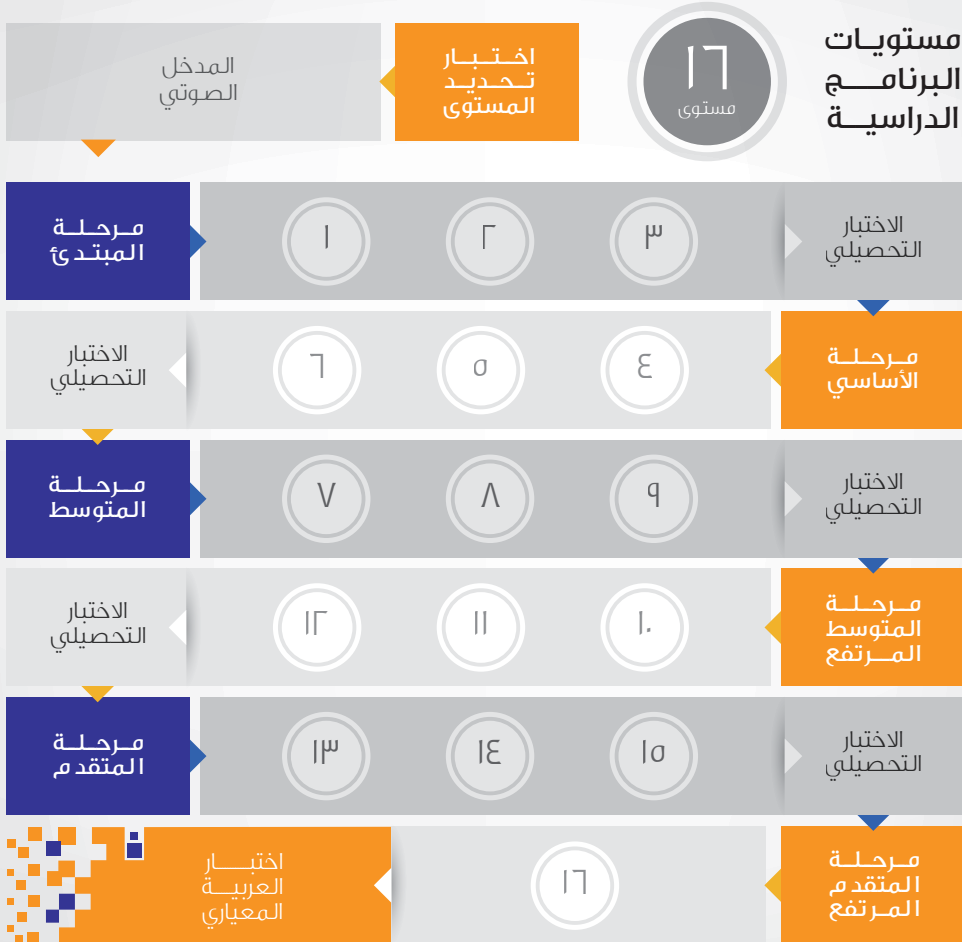 مستويات
البرنامج
الدراسية
١٦
مستوى
اختبار
تحديد
المستوى
المدخل
الصوتي
مرحلة
المبتدئ
١
٢
٣
الاختبار
التحصيلي
مرحلة
الأساسي
٤
٥
٦
الاختبار
التحصيلي
مرحلة
المتوسط
٧
٨
٩
الاختبار
التحصيلي
مرحلة
المتوسط
المرتفع
١٠
١١
١٢
الاختبار
التحصيلي
مرحلة
المتقدم
١٣
١٤
١٥
الاختبار
التحصيلي
مرحلة
المتقدم
المرتفع
١٦
اختبار
العربية
المعياري